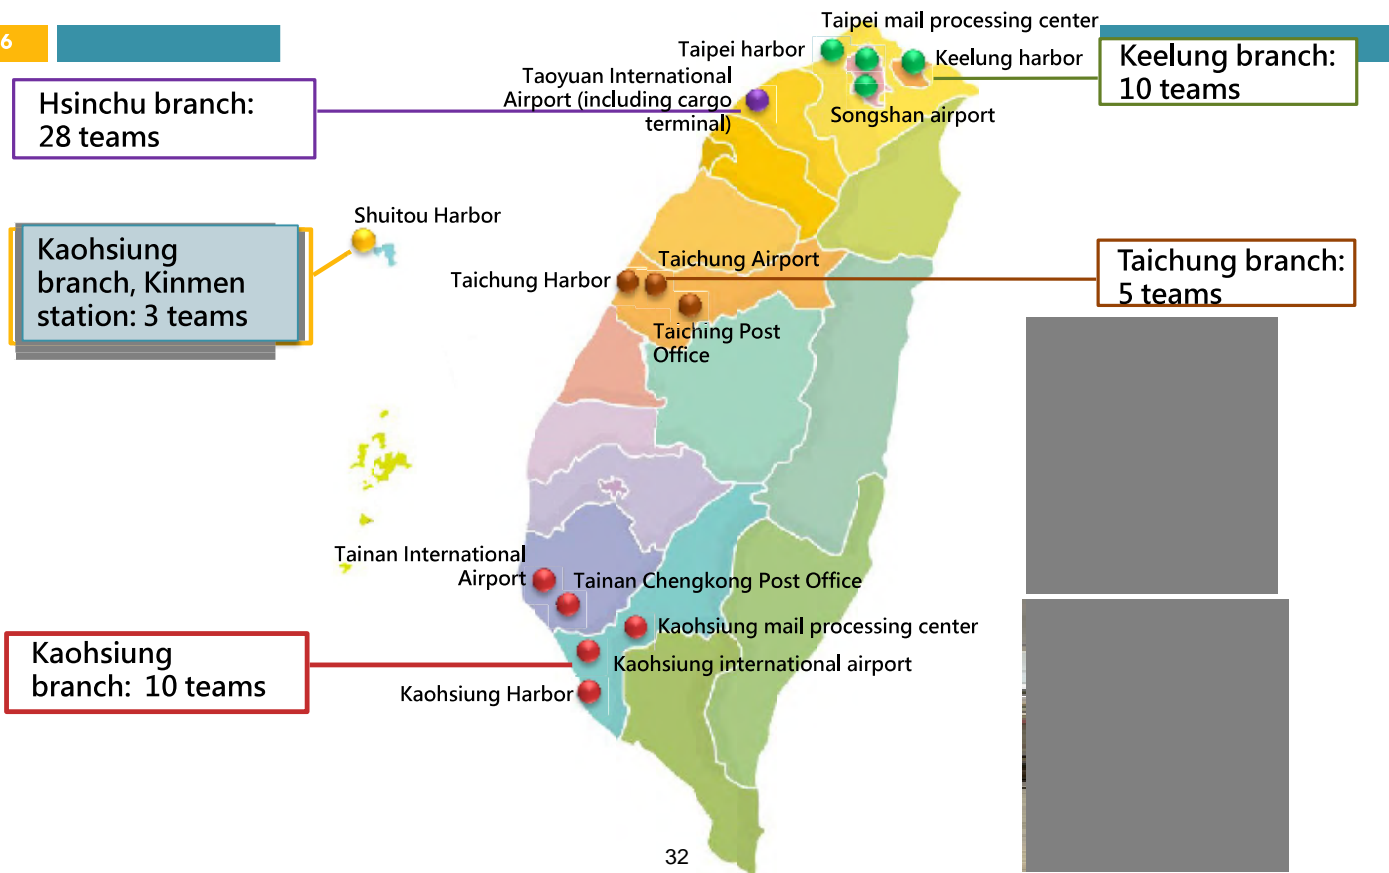 6
Taipei mail processing center
Taipei harbor
Keelung harbor
Keelung branch:
10 teams
Taoyuan International
Airport (including cargo
terminal)
Songshan airport
Hsinchu branch:
28 teams
Shuitou Harbor
Kaohsiung
branch, Kinmen
station: 3 teams
Taichung Airport
Taichung Harbor
Taichung branch:
5 teams
Taiching Post
Office
Tainan International
Airport
Tainan Chengkong Post Office
Kaohsiung mail processing center
Kaohsiung international airport
Kaohsiung
branch: 10 teams
Kaohsiung Harbor
32